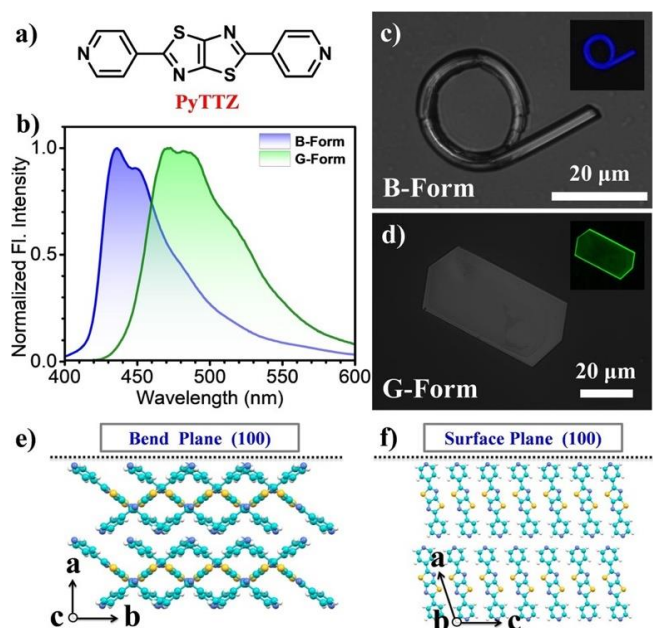 a)
N
S
N
N
S
N
PyTTZ
b)
B-Form
G-Form
Normalized Fl. Intensity
1.0
0.5
0.0
400 450 500 550 600
Wavelength (nm)
c)
B-Form
20 μm
d)
G-Form
20 μm
e)
Bend Plane (100)
a
c
b
f)
Surface Plane (100)
a
b
c